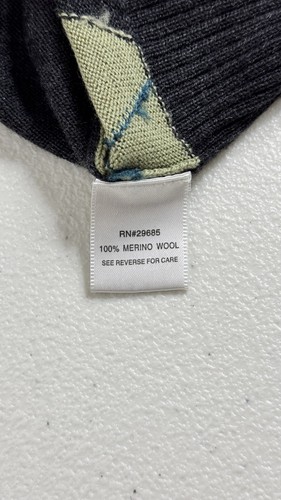 RN#29685
100% MERINO WOOL
SEE REVERSE FOR CARE